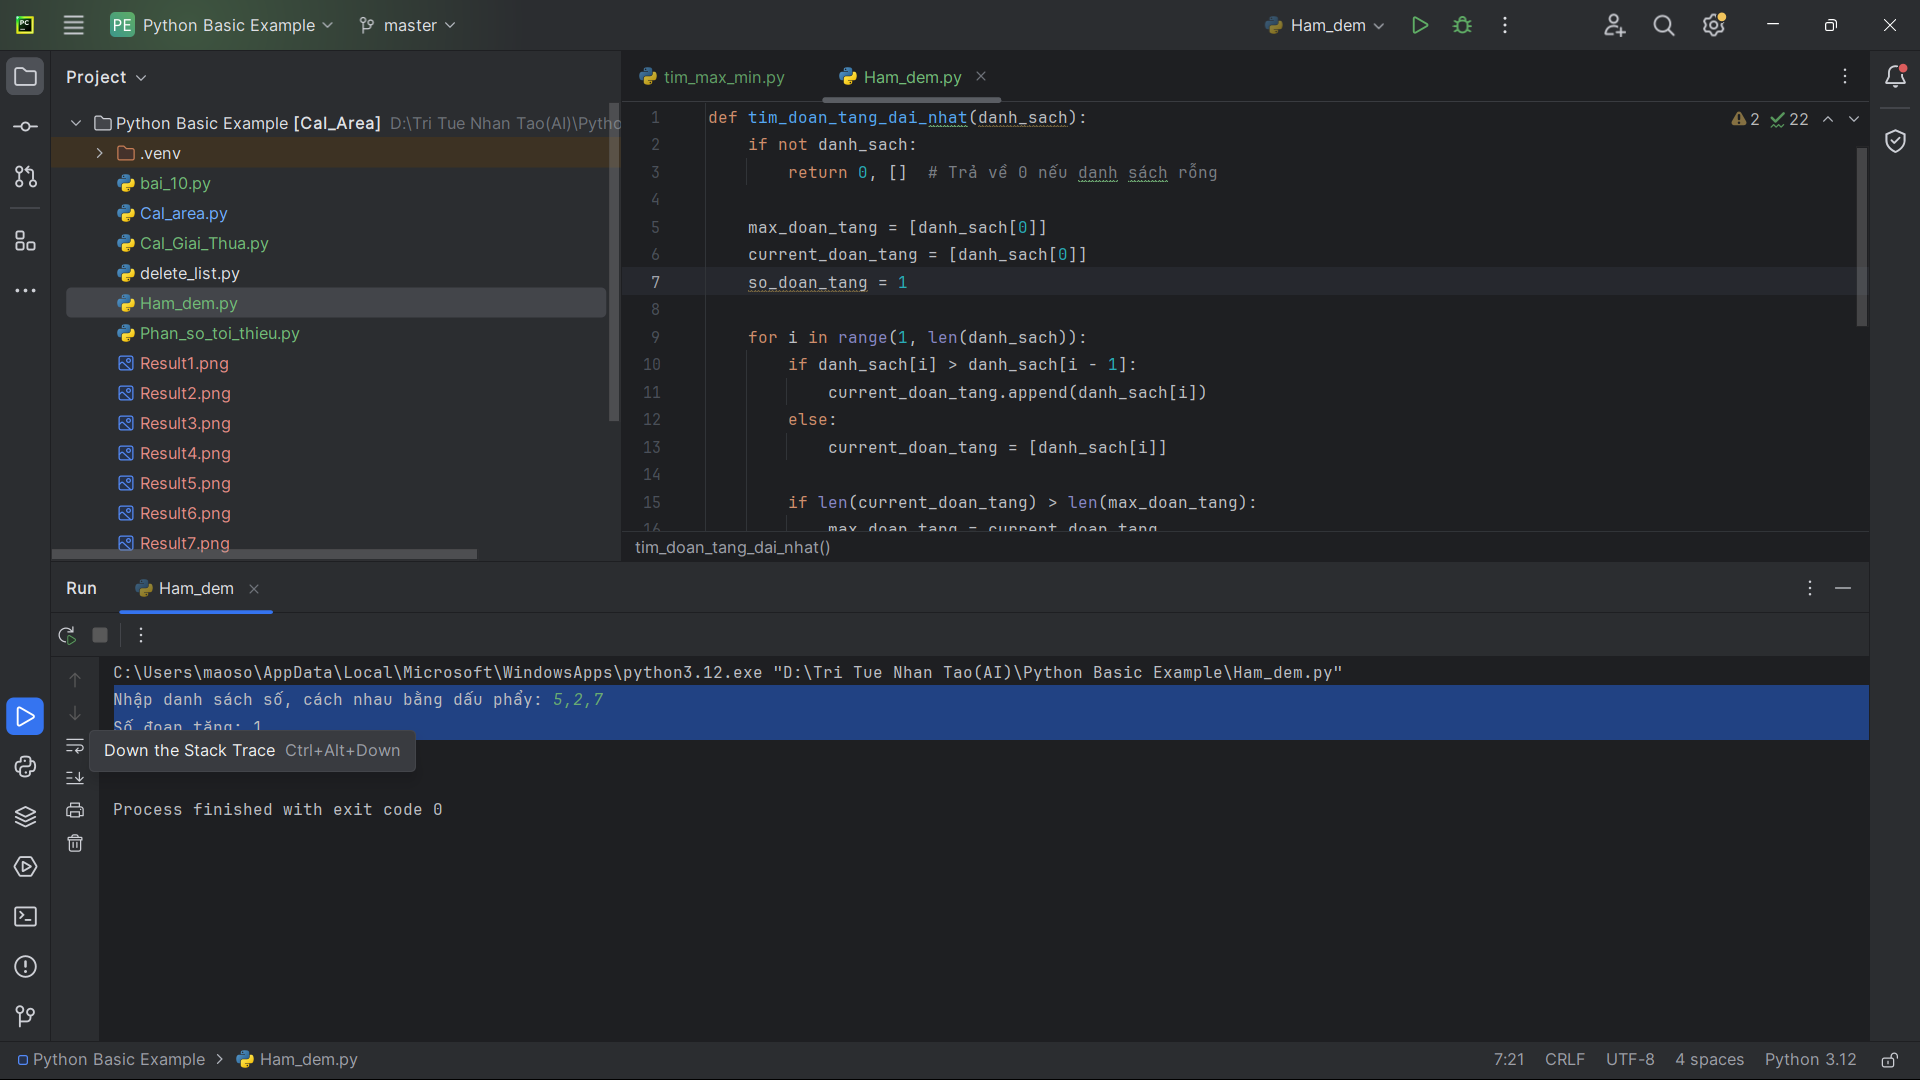 PE Python Basic Example master Ham_dem
Project
tim_max_min.py Ham_dem.py
Python Basic Example [Cal_Area] D:\Tri Tue Nhan Tao(AI)\Pytho
.venv
bai_10.py
Cal_area.py
Cal_Giai_Thua.py
delete_list.py
Ham_dem.py
Phan_so_toi_thieu.py
Result1.png
Result2.png
Result3.png
Result4.png
Result5.png
Result6.png
Result7.png
2 22
1 def tim_doan_tang_dai_nhat(danh_sach):
2 if not danh_sach:
3 return 0, [] # Trả về 0 nếu danh sách rỗng
4
5 max_doan_tang = [danh_sach[0]]
6 current_doan_tang = [danh_sach[0]]
7 so_doan_tang = 1
8
9 for i in range(1, len(danh_sach)):
10 if danh_sach[i] > danh_sach[i - 1]:
11 current_doan_tang.append(danh_sach[i])
12 else:
13 current_doan_tang = [danh_sach[i]]
14
15 if len(current_doan_tang) > len(max_doan_tang):
16 max_doan_tang = current_doan_tang
tim_doan_tang_dai_nhat()
Run Ham_dem
C:\Users\maoso\AppData\Local\Microsoft\WindowsApps\python3.12.exe "D:\Tri Tue Nhan Tao(AI)\Python Basic Example\Ham_dem.py"
Nhập danh sách số, cách nhau bằng dấu phẩy: 5,2,7
Số đoạn tăng: 1
Down the Stack Trace Ctrl+Alt+Down
Process finished with exit code 0
Python Basic Example > Ham_dem.py
7:21 CRLF UTF-8 4 spaces Python 3.12